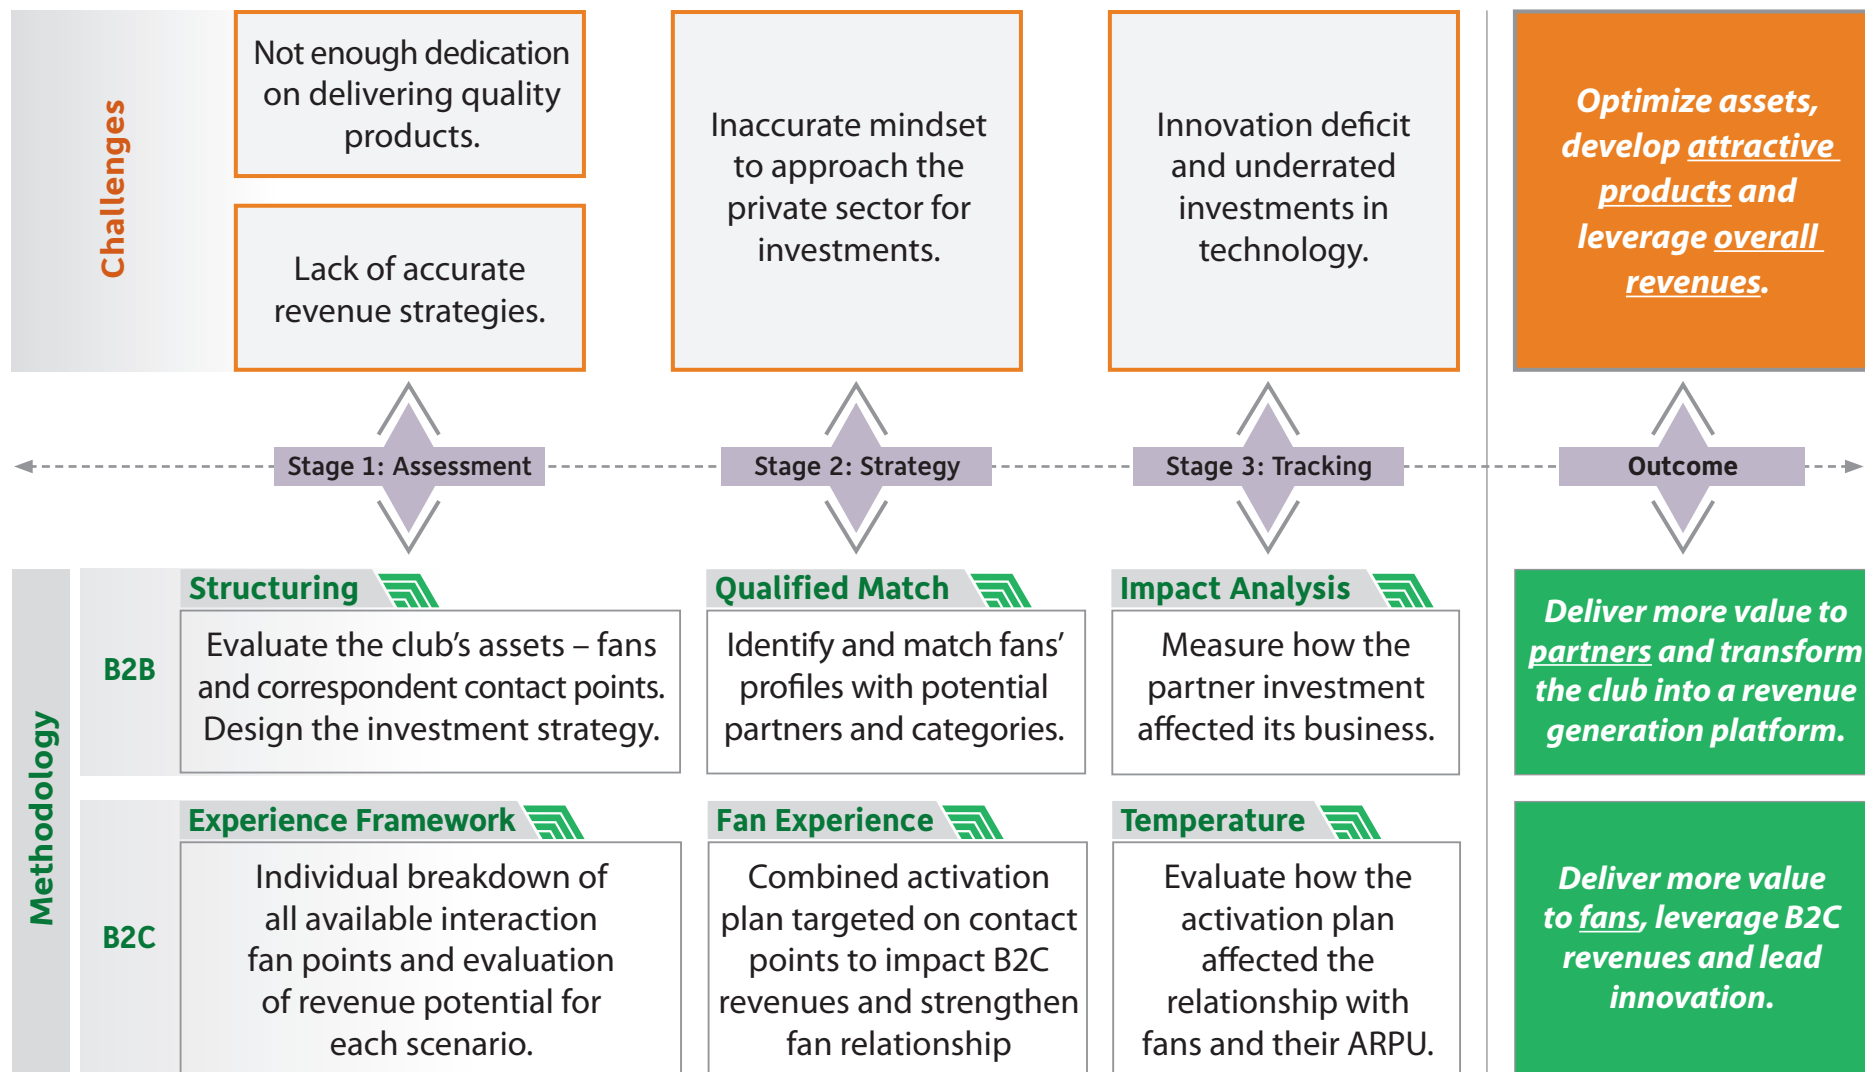 Challenges
Not enough dedication
on delivering quality
products.
Lack of accurate
revenue strategies.
Inaccurate mindset
to approach the
private sector for
investments.
Innovation deficit
and underrated
investments in
technology.
Optimize assets,
develop attractive
products and
leverage overall
revenues.
Stage 1: Assessment
Stage 2: Strategy
Stage 3: Tracking
Outcome
Methodology
B2B
Structuring
Evaluate the club’s assets – fans
and correspondent contact points.
Design the investment strategy.
Qualified Match
Identify and match fans’
profiles with potential
partners and categories.
Impact Analysis
Measure how the
partner investment
affected its business.
Deliver more value to
partners and transform
the club into a revenue
generation platform.
B2C
Experience Framework
Individual breakdown of
all available interaction
fan points and evaluation
of revenue potential for
each scenario.
Fan Experience
Combined activation
plan targeted on contact
points to impact B2C
revenues and strengthen
fan relationship
Temperature
Evaluate how the
activation plan
affected the
relationship with
fans and their ARPU.
Deliver more value
to fans, leverage B2C
revenues and lead
innovation.